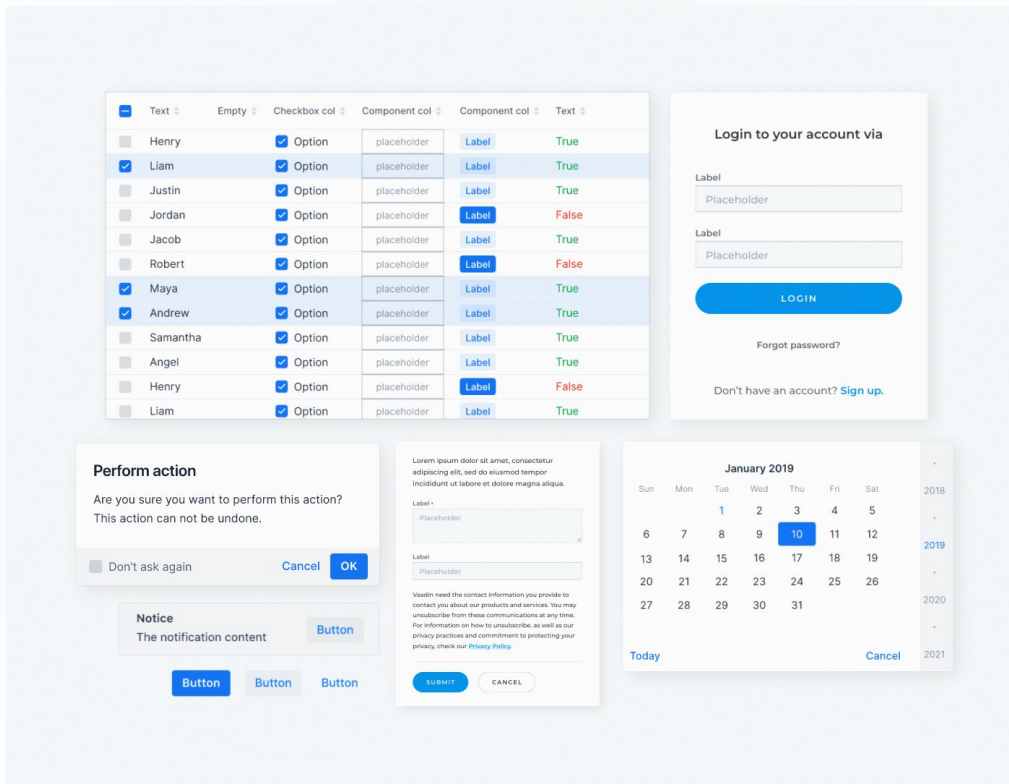 Text Empty Checkbox col Component col Component col Text
Henry Option placeholder Label True
Liam Option placeholder Label True
Justin Option placeholder Label True
Jordan Option placeholder Label False
Jacob Option placeholder Label True
Robert Option placeholder Label False
Maya Option placeholder Label True
Andrew Option placeholder Label True
Samantha Option placeholder Label True
Angel Option placeholder Label True
Henry Option placeholder Label False
Liam Option placeholder Label True
Login to your account via
Label
Placeholder
Label
Placeholder
LOGIN
Forgot password?
Don't have an account? Sign up.
Perform action
Are you sure you want to perform this action?
This action can not be undone.
Don't ask again Cancel OK
Notice
The notification content
Button
Button Button Button
Lorem ipsum dolor sit amet, consectetur
adipiscing elit, sed do eiusmod tempor
incididunt ut labore et dolore magna aliqua.
Label •
Placeholder
Label
Placeholder
Vaadin need the contact information you provide to
contact you about our products and services. You may
unsubscribe from these communications at any time.
For information on how to unsubscribe, as well as our
privacy practices and commitment to protecting your
privacy, check our Privacy Policy.
SUBMIT CANCEL
January 2019
Sun Mon Tue Wed Thu Fri Sat
1 2 3 4 5
6 7 8 9 10 11 12
13 14 15 16 17 18 19
20 21 22 23 24 25 26
27 28 29 30 31
Today Cancel
2018
2019
2020
2021